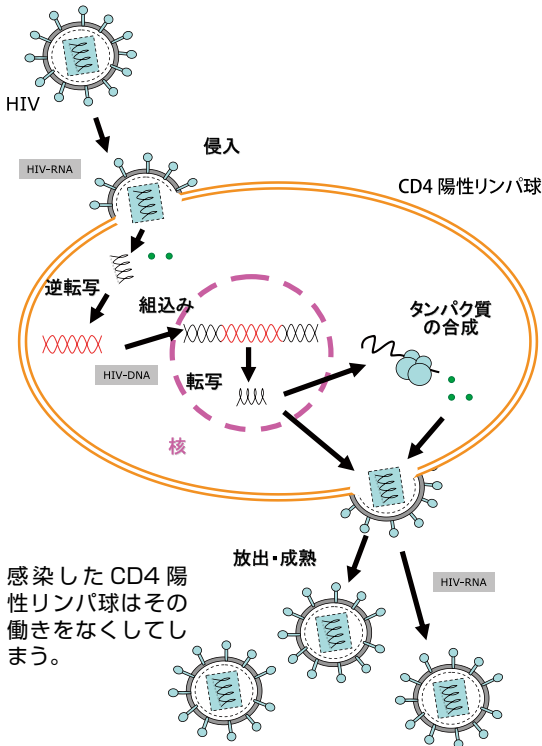 HIV
侵入
HIV-RNA
CD4 陽性リンパ球
逆転写
組込み
タンパク質
の合成
HIV-DNA
転写
核
放出・成熟
HIV-RNA
感染した CD4 陽
性リンパ球はその
働きをなくしてし
まう。